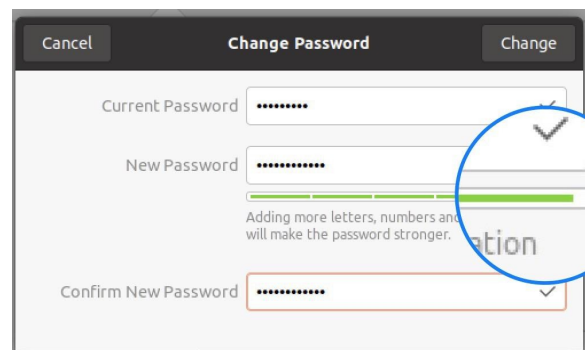 Cancel
Change Password
Change
Current Password
New Password
Adding more letters, numbers and
will make the password stronger.
ation
Confirm New Password